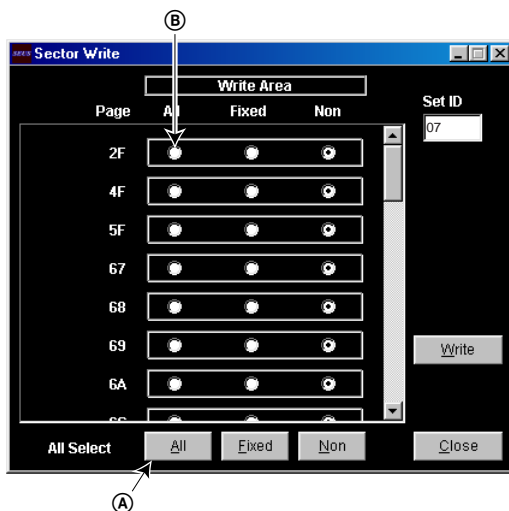 B
SEUS Sector Write
Write Area
Page All Fixed Non
Set ID
07
2F
4F
5F
67
68
69
6A
Write
All Select All Fixed Non Close
A